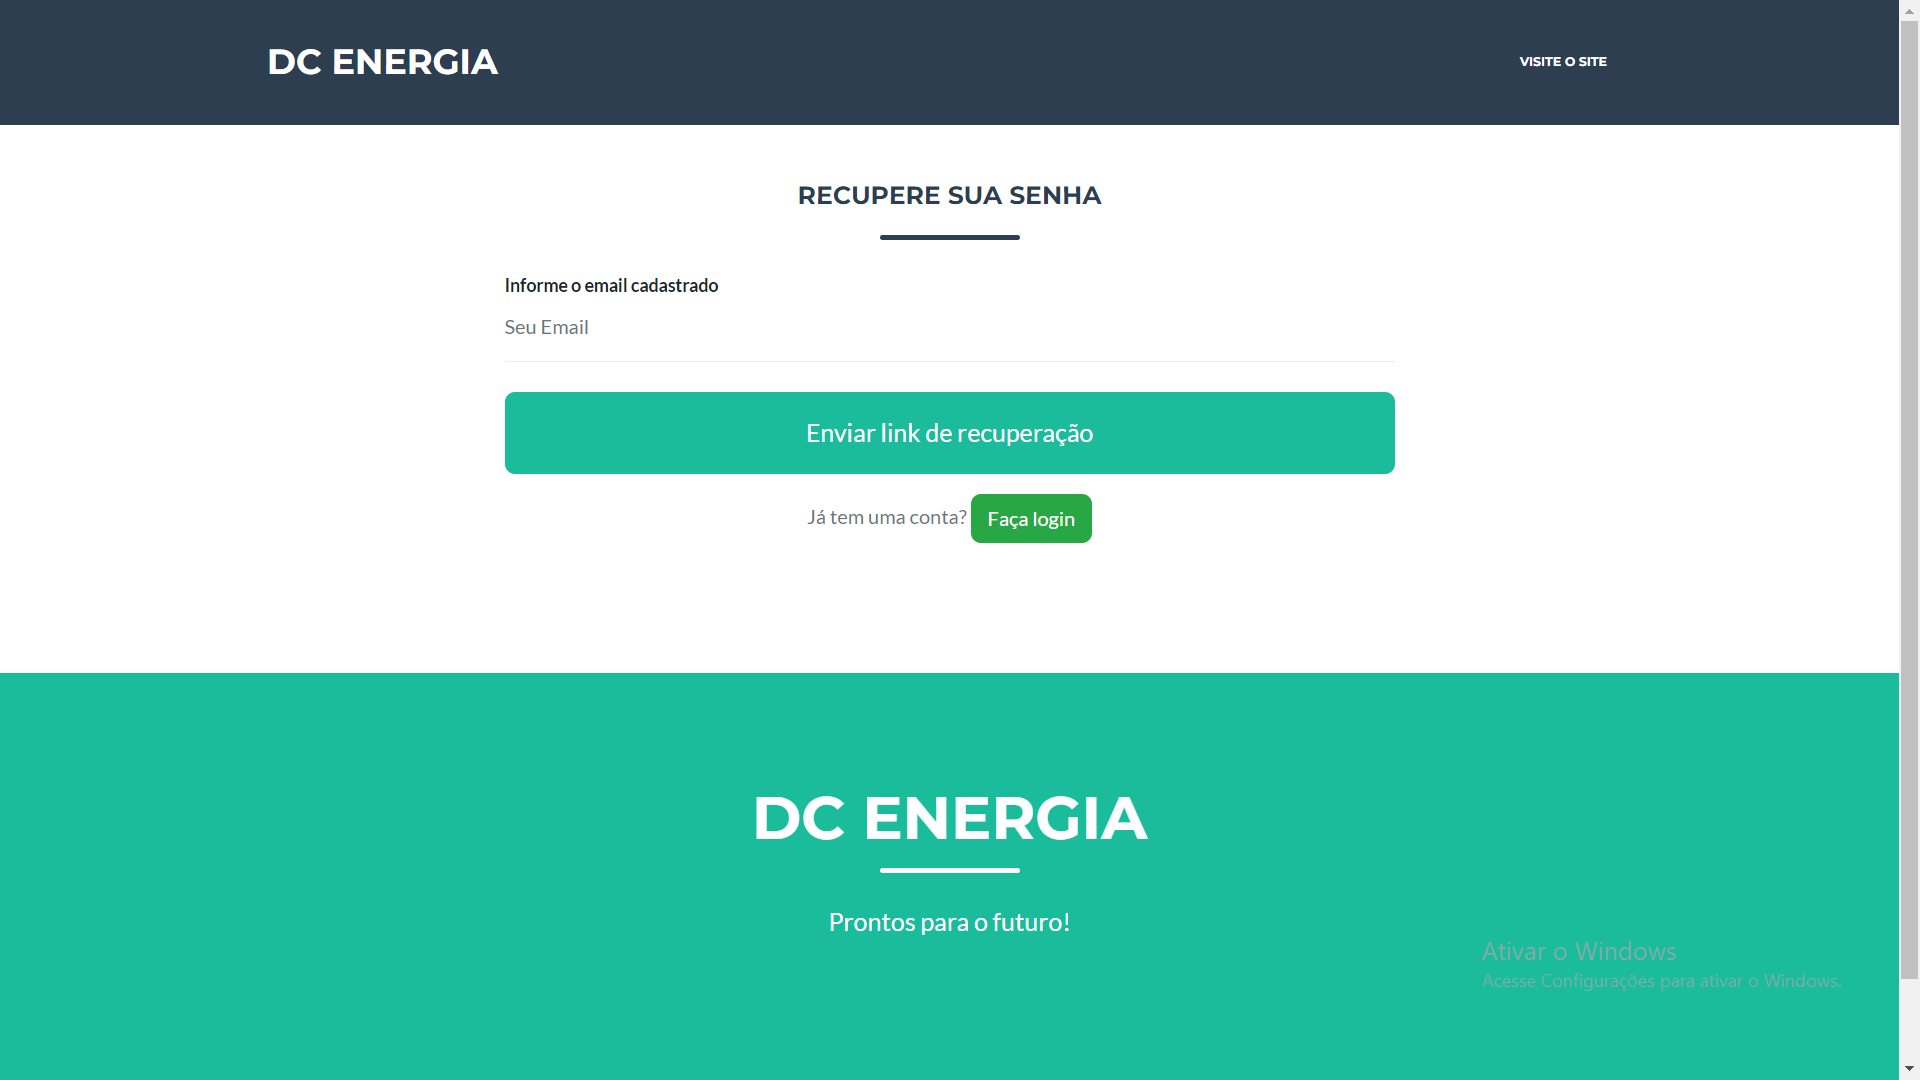 DC ENERGIA
VISITE O SITE
RECUPERE SUA SENHA
Informe o email cadastrado
Seu Email
Enviar link de recuperação
Já tem uma conta? Faça login
DC ENERGIA
Prontos para o futuro!
Ativar o Windows
Acesse Configurações para ativar o Windows.